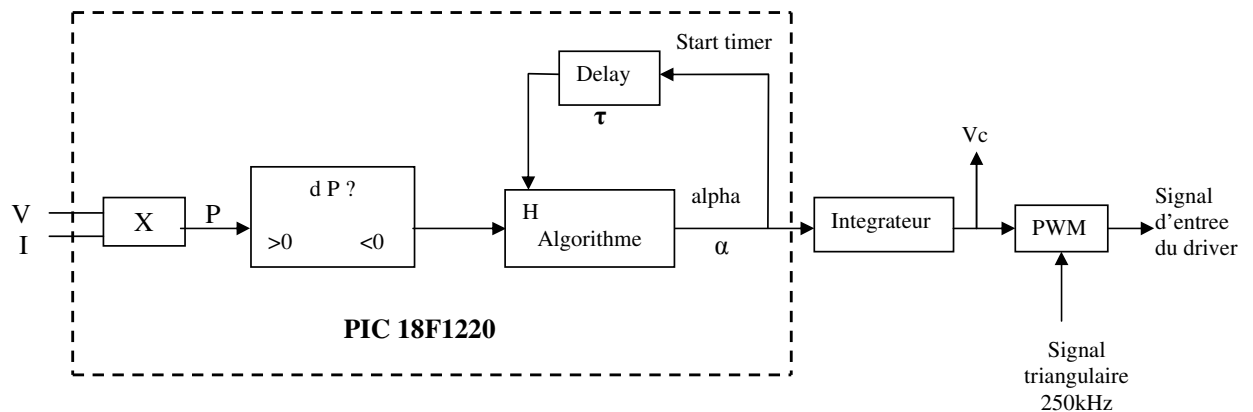 Start timer
Delay
τ
Vc
d P ?
>0 <0
V
I
X
P
H
Algorithme
alpha
α
Integrateur
PWM
Signal
d'entree
du driver
PIC 18F1220
Signal
triangulaire
250kHz